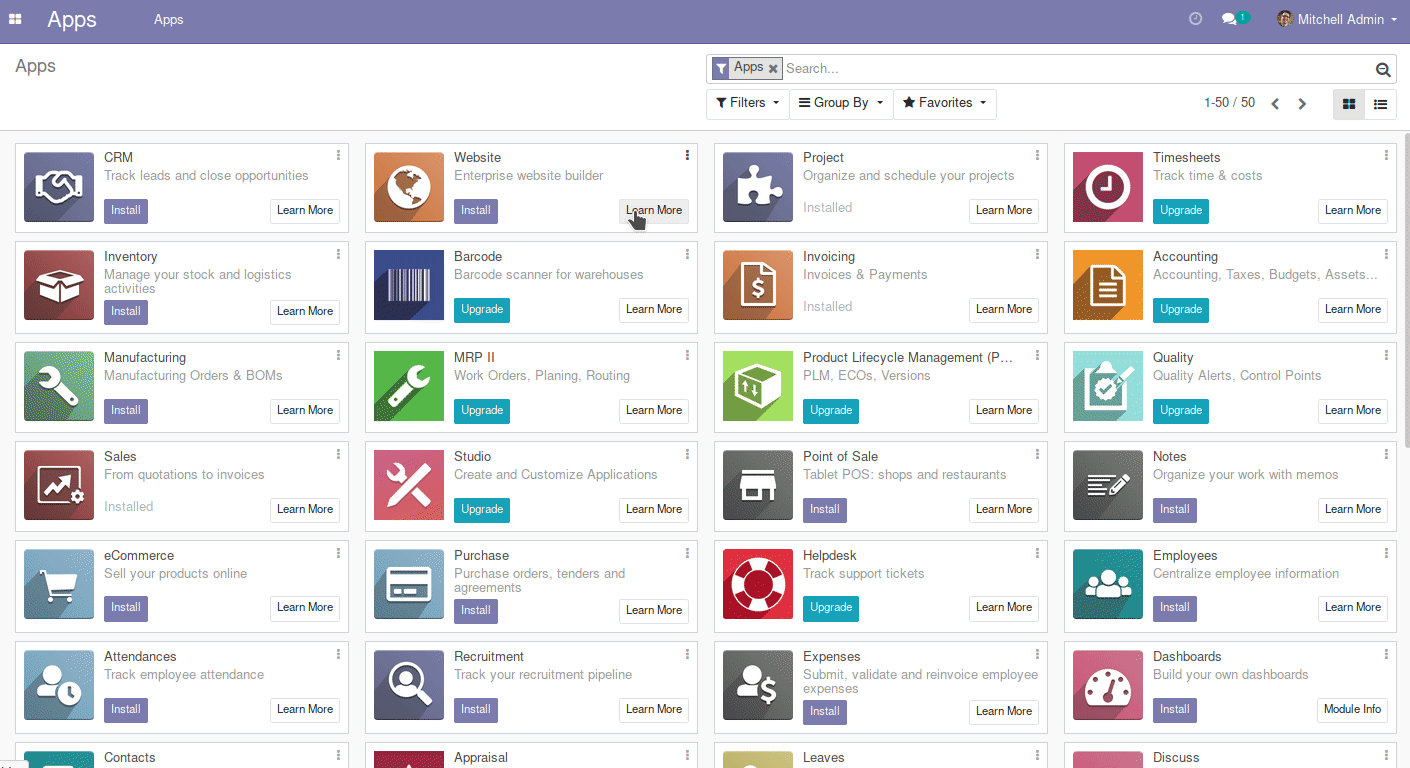 Apps
Apps
1
Mitchell Admin
Apps
Apps
Search...
Filters
Group By
Favorites
1-50 / 50
CRM
Track leads and close opportunities
Install
Learn More
Website
Enterprise website builder
Install
Learn More
Project
Organize and schedule your projects
Installed
Learn More
Timesheets
Track time & costs
Upgrade
Learn More
Inventory
Manage your stock and logistics
activities
Install
Learn More
Barcode
Barcode scanner for warehouses
Upgrade
Learn More
Invoicing
Invoices & Payments
Installed
Learn More
Accounting
Accounting, Taxes, Budgets, Assets...
Upgrade
Learn More
Manufacturing
Manufacturing Orders & BOMs
Install
Learn More
MRP II
Work Orders, Planing, Routing
Upgrade
Learn More
Product Lifecycle Management (P...
PLM, ECOs, Versions
Upgrade
Learn More
Quality
Quality Alerts, Control Points
Upgrade
Learn More
Sales
From quotations to invoices
Installed
Learn More
Studio
Create and Customize Applications
Upgrade
Learn More
Point of Sale
Tablet POS: shops and restaurants
Install
Learn More
Notes
Organize your work with memos
Install
Learn More
eCommerce
Sell your products online
Install
Learn More
Purchase
Purchase orders, tenders and
agreements
Install
Learn More
Helpdesk
Track support tickets
Upgrade
Learn More
Employees
Centralize employee information
Install
Learn More
Attendances
Track employee attendance
Install
Learn More
Recruitment
Track your recruitment pipeline
Install
Learn More
Expenses
Submit, validate and reinvoice employee
expenses
Install
Learn More
Dashboards
Build your own dashboards
Install
Module Info
Contacts
Appraisal
Leaves
Discuss